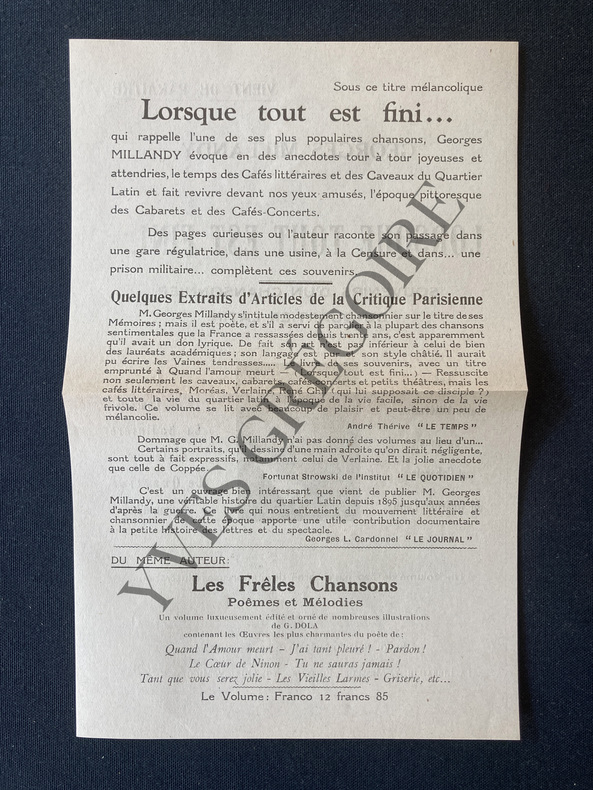 Sous ce titre mélancolique
Lorsque tout est fini...
qui rappelle l'une de ses plus populaires chansons, Georges
MILLANDY évoque en des anecdotes tour à tour joyeuses et
attendries, le temps des Cafés littéraires et des Caveaux du Quartier
Latin et fait revivre devant nos yeux amusés, l'époque pittoresque
des Cabarets et des Cafés-Concerts.
Des pages curieuses ou l'auteur raconte son passage dans
une gare régulatrice, dans une usine, à la Censure et dans... une
prison militaire... complètent ces souvenirs.
Quelques Extraits d'Articles de la Critique Parisienne
M. Georges Millandy s'intitule modestement chansonnier sur le titre de ses
Mémoires ; mais il est poète, et s'il a servi de parolier à la plupart des chansons
sentimentales que la France a ressassées depuis trente ans, c'est apparemment
qu'il avait un don lyrique. De fait son art n'est pas inférieur à celui de bien
des lauréats académiques ; son langage est pur et son style châtié. Il aurait
pu écrire les Vaines tendresses..... Le livre de ses souvenirs, avec un titre
emprunté à Quand l'amour meurt — (Lorsque tout est fini...) — Ressuscite
non seulement les caveaux, cabarets, cafés-concerts et petits théâtres, mais les
cafés littéraires, Moréas, Verlaine, René Ghil (qui lui supposait ce disciple ?)
et toute la vie du quartier latin à l'époque de la vie facile, sinon de la vie
frivole. Ce volume se lit avec beaucoup de plaisir et peut-être un peu de
mélancolie.
André Thérive "LE TEMPS"
Dommage que M. G. Millandy n'ai pas donné des volumes au lieu d'un...
Certains portraits, qu'il dessine d'une main adroite qu'on dirait négligente,
sont tout à fait expressifs, notamment celui de Verlaine. Et la jolie anecdote
que celle de Coppée.
Fortunat Strowski de l'Institut "LE QUOTIDIEN"
C'est un ouvrage bien intéressant que vient de publier M. Georges
Millandy, une véritable histoire du quartier Latin depuis 1895 jusqu'aux années
d'après la guerre. Ce livre qui nous entretient du mouvement littéraire et
chansonnier de cette époque apporte une utile contribution documentaire
à la petite histoire des lettres et du spectacle.
Georges L. Cardonnel "LE JOURNAL"
DU MÊME AUTEUR:
Les Frêles Chansons
Poêmes et Mélodies
Un volume luxueusement édité et orné de nombreuses illustrations
de G. DOLA
contenant les Œuvres les plus charmantes du poète de :
Quand l'Amour meurt – J'ai tant pleuré ! - Pardon !
Le Cœur de Ninon - Tu ne sauras jamais !
Tant que vous serez jolie - Les Vieilles Larmes - Griserie, etc...
Le Volume : Franco 12 francs 85
YVES GRÉGOIRE